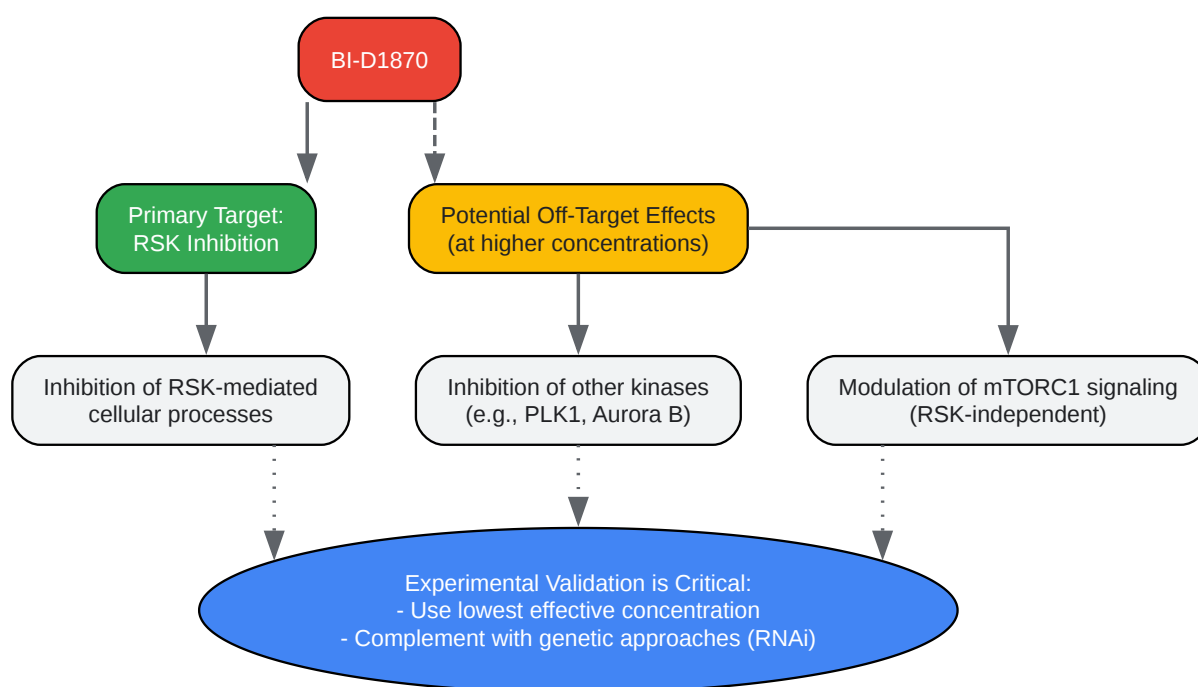 BI-D1870
Primary Target:
RSK Inhibition
Potential Off-Target Effects
(at higher concentrations)
Inhibition of RSK-mediated
cellular processes
Inhibition of other kinases
(e.g., PLK1, Aurora B)
Modulation of mTORC1 signaling
(RSK-independent)
Experimental Validation is Critical:
- Use lowest effective concentration
- Complement with genetic approaches (RNAi)